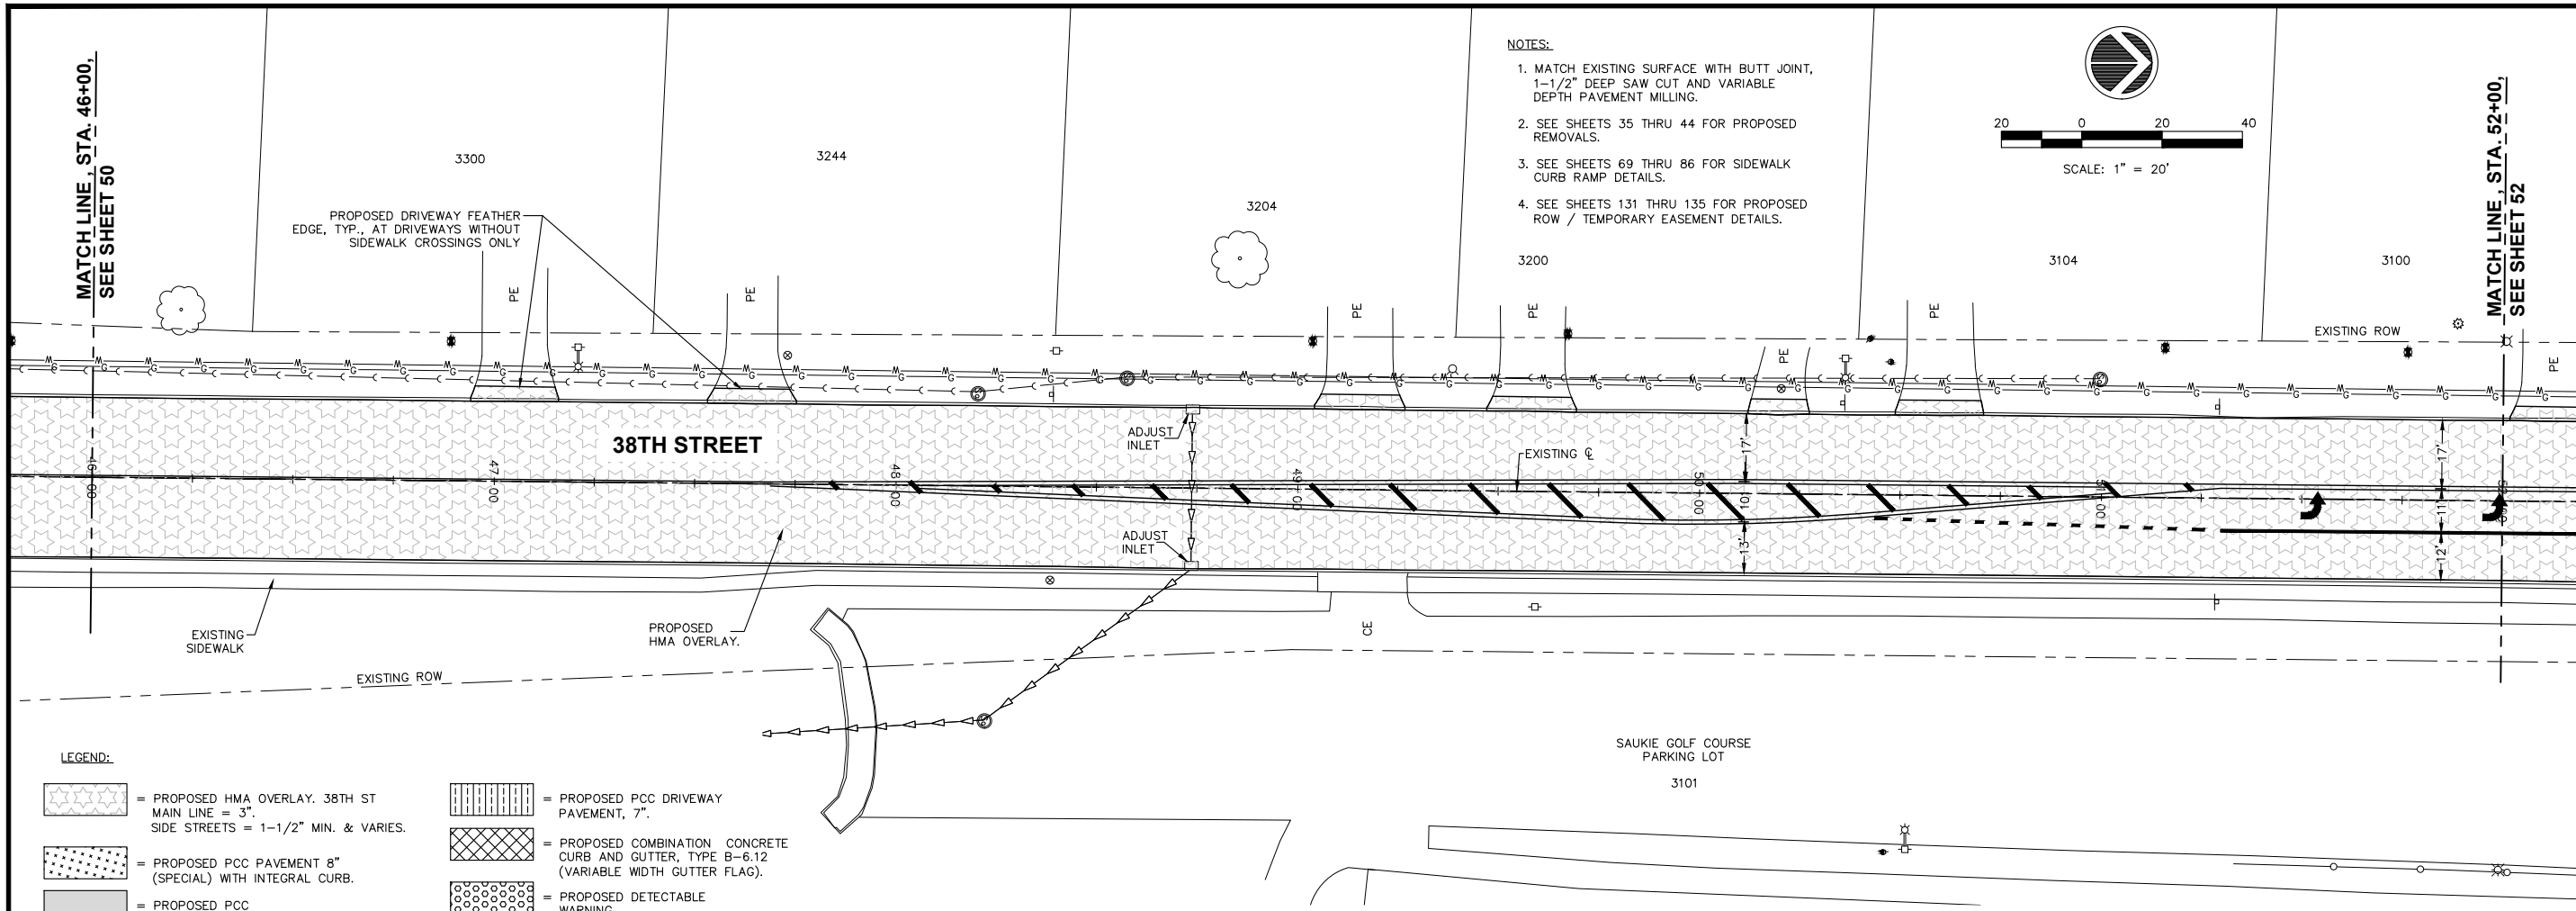 MATCH LINE, STA. 46+00,
SEE SHEET 50
3300
3244
3204
3200
3104
3100
NOTES:
1. MATCH EXISTING SURFACE WITH BUTT JOINT,
1-1/2" DEEP SAW CUT AND VARIABLE
DEPTH PAVEMENT MILLING.
2. SEE SHEETS 35 THRU 44 FOR PROPOSED
REMOVALS.
3. SEE SHEETS 69 THRU 86 FOR SIDEWALK
CURB RAMP DETAILS.
4. SEE SHEETS 131 THRU 135 FOR PROPOSED
ROW / TEMPORARY EASEMENT DETAILS.
20 0 20 40
SCALE: 1" = 20'
MATCH LINE, STA. 52+00,
SEE SHEET 52
PROPOSED DRIVEWAY FEATHER
EDGE, TYP., AT DRIVEWAYS WITHOUT
SIDEWALK CROSSINGS ONLY
PE
PE
PE
PE
PE
PE
PE
EXISTING ROW
38TH STREET
ADJUST
INLET
ADJUST
INLET
EXISTING ℄
47+00
48+00
49+00
50+00
17'
10'
13'
17'
11'
12'
EXISTING
SIDEWALK
PROPOSED
HMA OVERLAY.
CE
EXISTING ROW
SAUKIE GOLF COURSE
PARKING LOT
3101
LEGEND:
= PROPOSED HMA OVERLAY. 38TH ST
MAIN LINE = 3".
SIDE STREETS = 1-1/2" MIN. & VARIES.
= PROPOSED PCC PAVEMENT 8"
(SPECIAL) WITH INTEGRAL CURB.
= PROPOSED PCC
= PROPOSED PCC DRIVEWAY
PAVEMENT, 7".
= PROPOSED COMBINATION CONCRETE
CURB AND GUTTER, TYPE B-6.12
(VARIABLE WIDTH GUTTER FLAG).
= PROPOSED DETECTABLE
WARNING